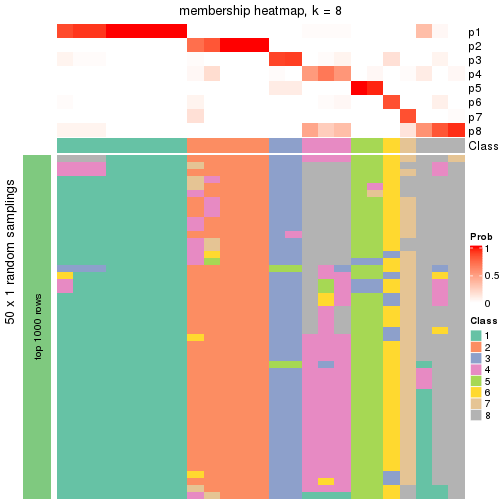 membership heatmap, k = 8
p1
p2
p3
p4
p5
p6
p7
p8
Class
50 x 1 random samplings
top 1000 rows
Prob
1
0.5
0
Class
1
2
3
4
5
6
7
8